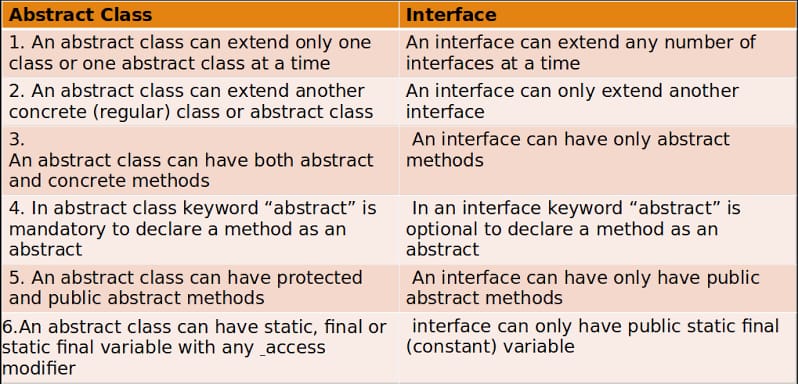 Abstract Class
Interface
1. An abstract class can extend only one
class or one abstract class at a time
An interface can extend any number of
interfaces at a time
2. An abstract class can extend another
concrete (regular) class or abstract class
An interface can only extend another
interface
3.
An abstract class can have both abstract
and concrete methods
An interface can have only abstract
methods
4. In abstract class keyword “abstract” is
mandatory to declare a method as an
abstract
In an interface keyword “abstract” is
optional to declare a method as an
abstract
5. An abstract class can have protected
and public abstract methods
An interface can have only have public
abstract methods
6.An abstract class can have static, final or
static final variable with any _access
modifier
interface can only have public static final
(constant) variable